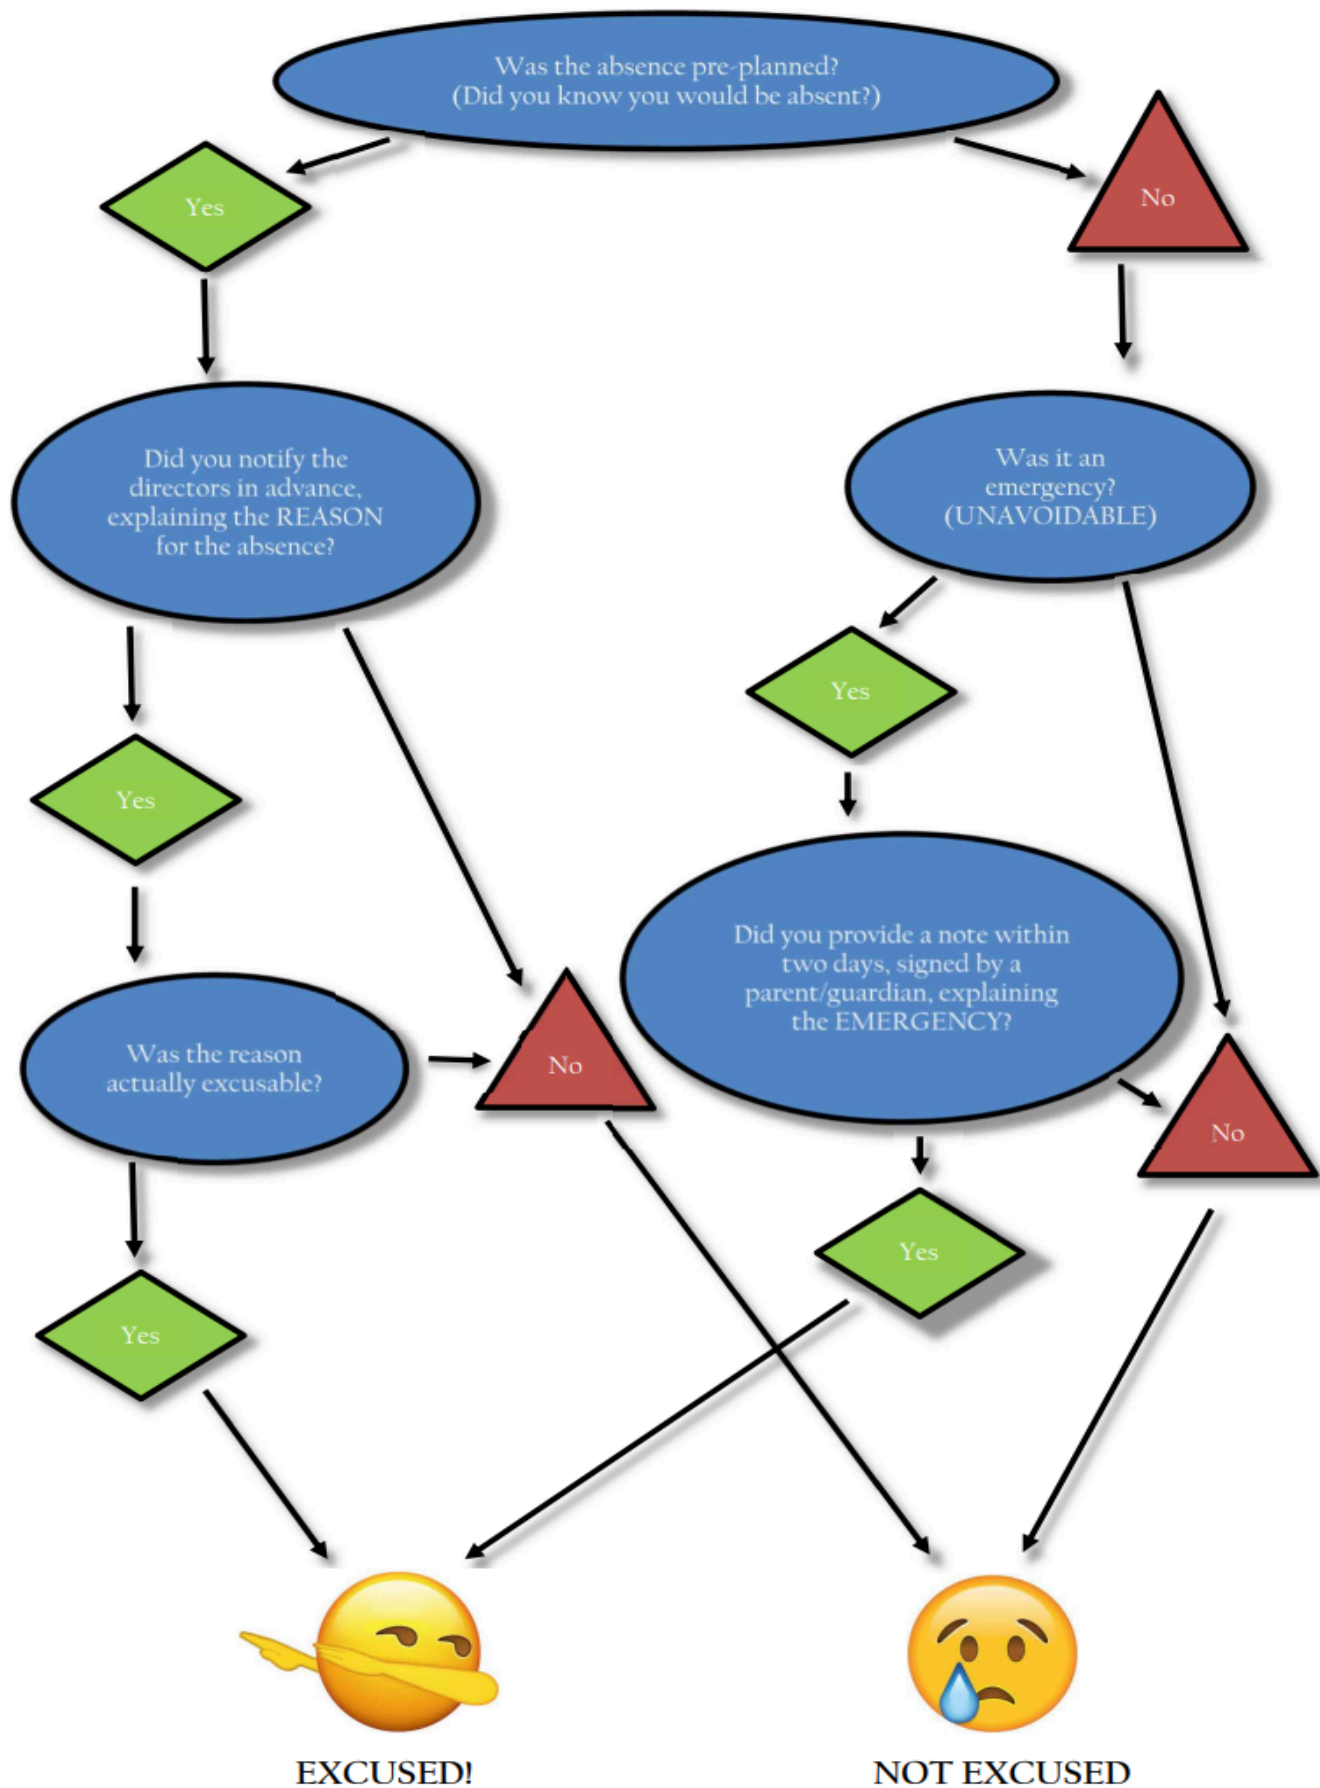 Was the absence pre-planned?
(Did you know you would be absent?)
Yes
No
Did you notify the
directors in advance,
explaining the REASON
for the absence?
Was it an
emergency?
(UNAVOIDABLE)
Yes
Yes
Did you provide a note within
two days, signed by a
parent/guardian, explaining
the EMERGENCY?
Was the reason
actually excusable?
No
No
Yes
Yes
EXCUSED!
NOT EXCUSED